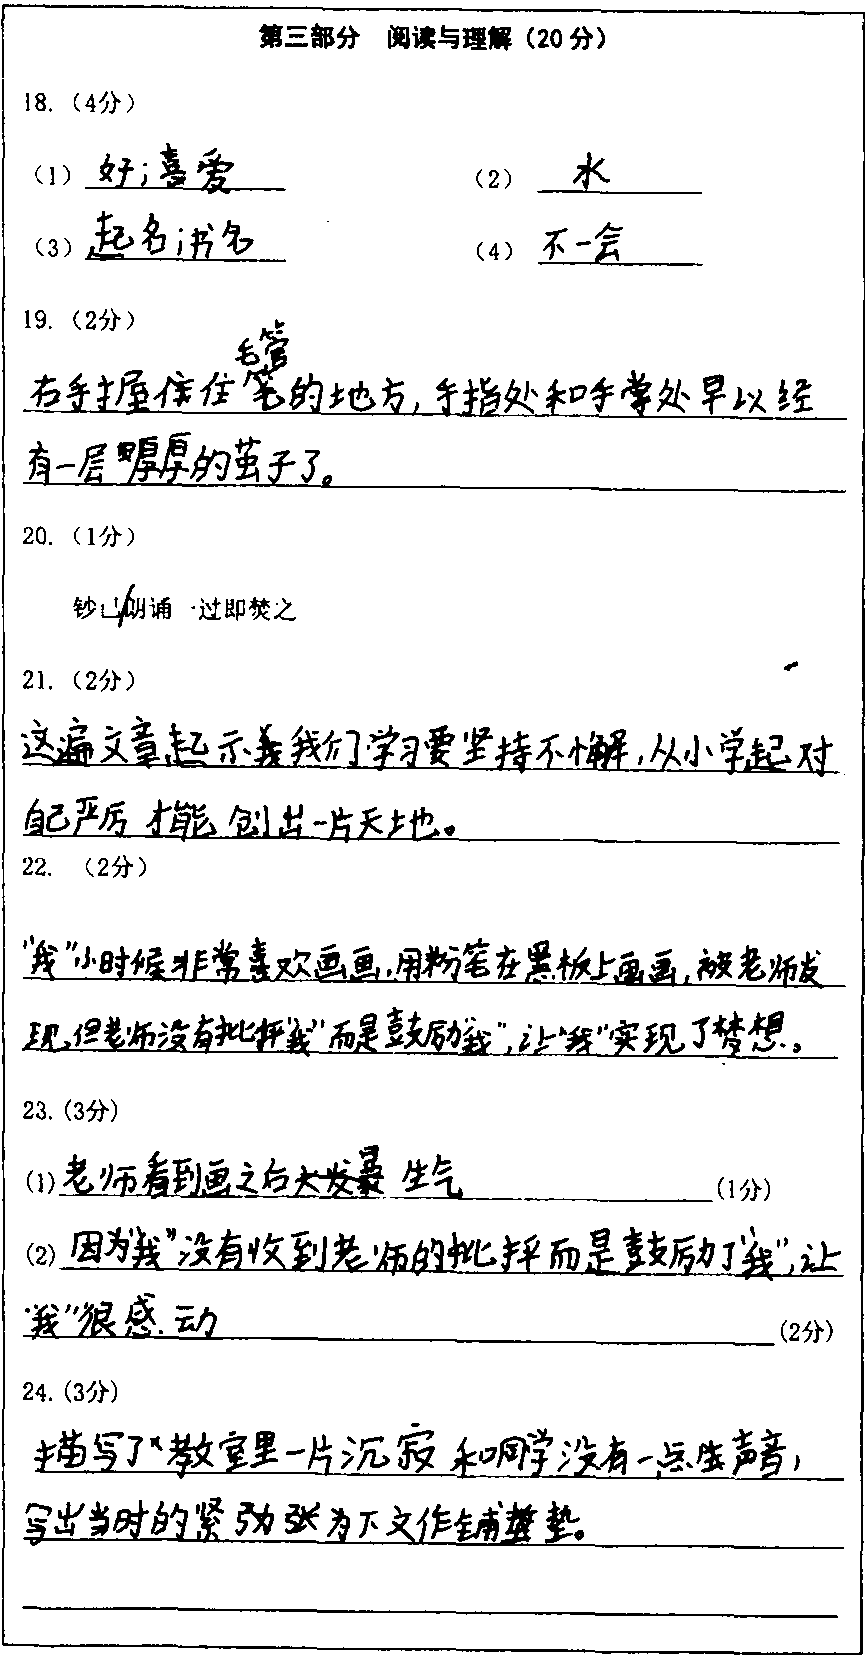 第三部分 阅读与理解（20分）
18.（4分）
（1）好；喜爱 （2）水
（3）起名；书名 （4）不一会
19.（2分）
毛管
右手握住笔的地方，手指处和手掌处早以经
有一层厚厚的茧子了。
20.（1分）
钞 朗诵 一过即焚之
21.（2分）
这遍文章起示我们学习要坚持不懈，从小学起对
自己严厉才能创出一片天地。
22.（2分）
"我"小时候非常喜欢画画，用粉笔在黑板上画画，被老师发
现，但老师没有批抨"我"而是鼓励"我"，让"我"实现了梦想。
23.(3分)
(1)老师看到画之后大发暴 生气 (1分)
(2) 因为"我"没有收到老师的批抨而是鼓励了"我"，让
"我"很感动 (2分)
24.(3分)
描写了教室里一片沉寂和同学没有一点声音，
写出当时的紧张为下文作铺垫。